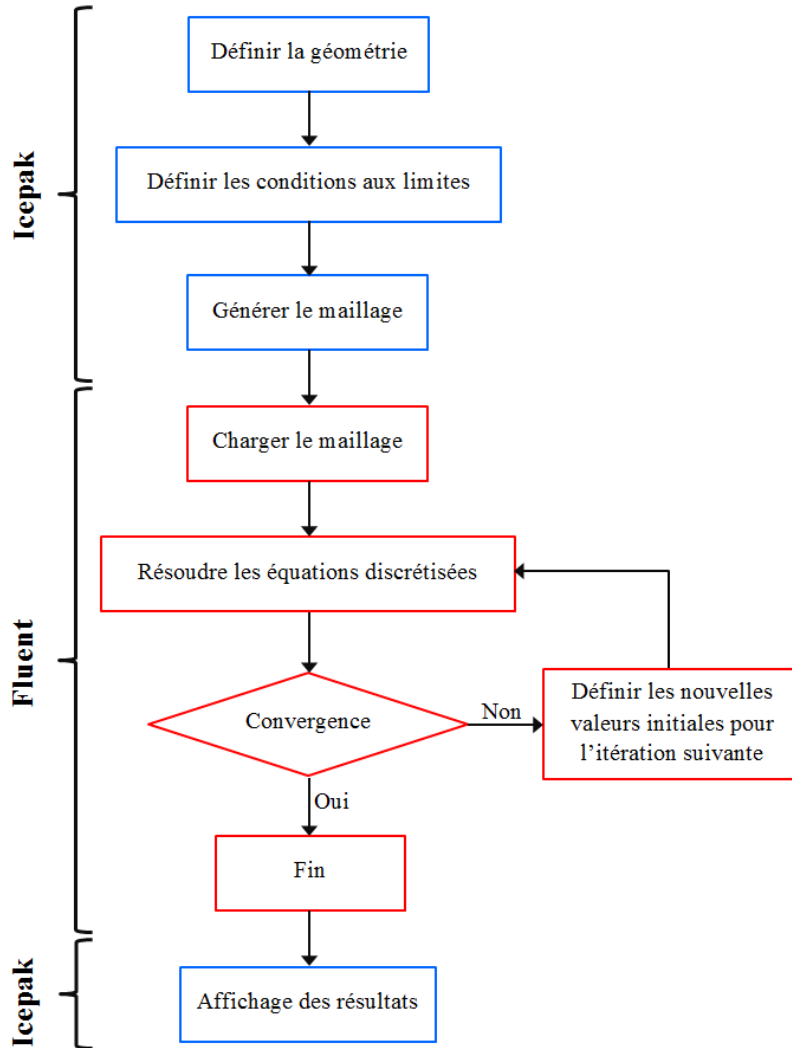 Définir la géométrie
Définir les conditions aux limites
Icepak
Générer le maillage
Charger le maillage
Résoudre les équations discrétisées
Fluent
Convergence
Non
Définir les nouvelles
valeurs initiales pour
l'itération suivante
Oui
Fin
Icepak
Affichage des résultats